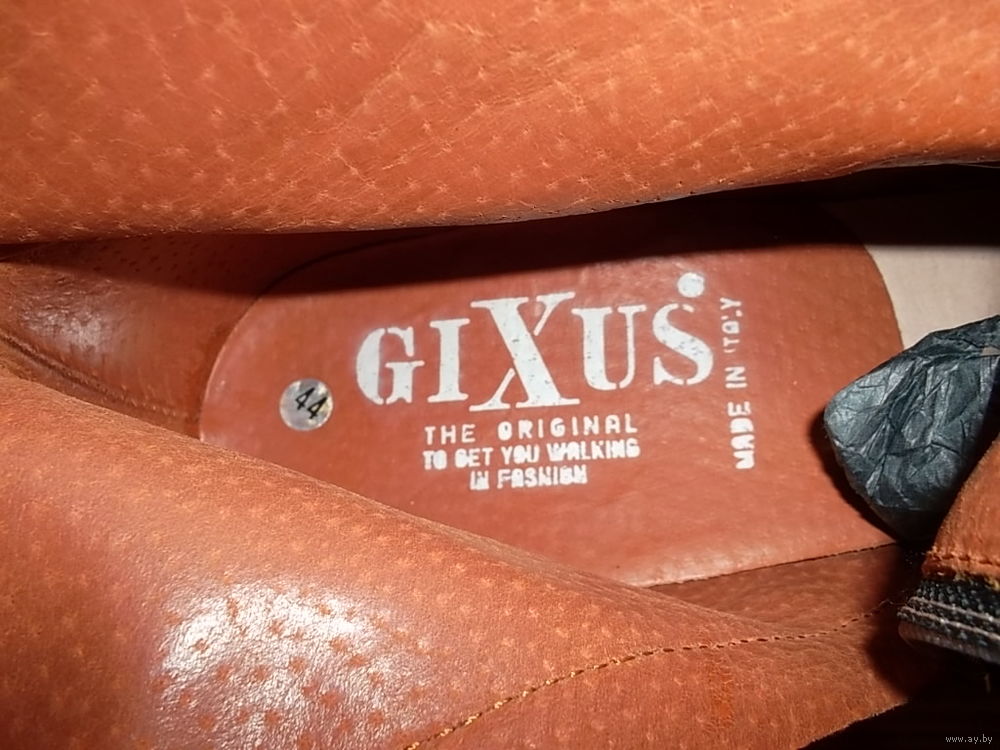 44
GiXUS
THE ORIGINAL
TO GET YOU WALKING
IN FASHION
MADE IN ITALY
www.ay.by